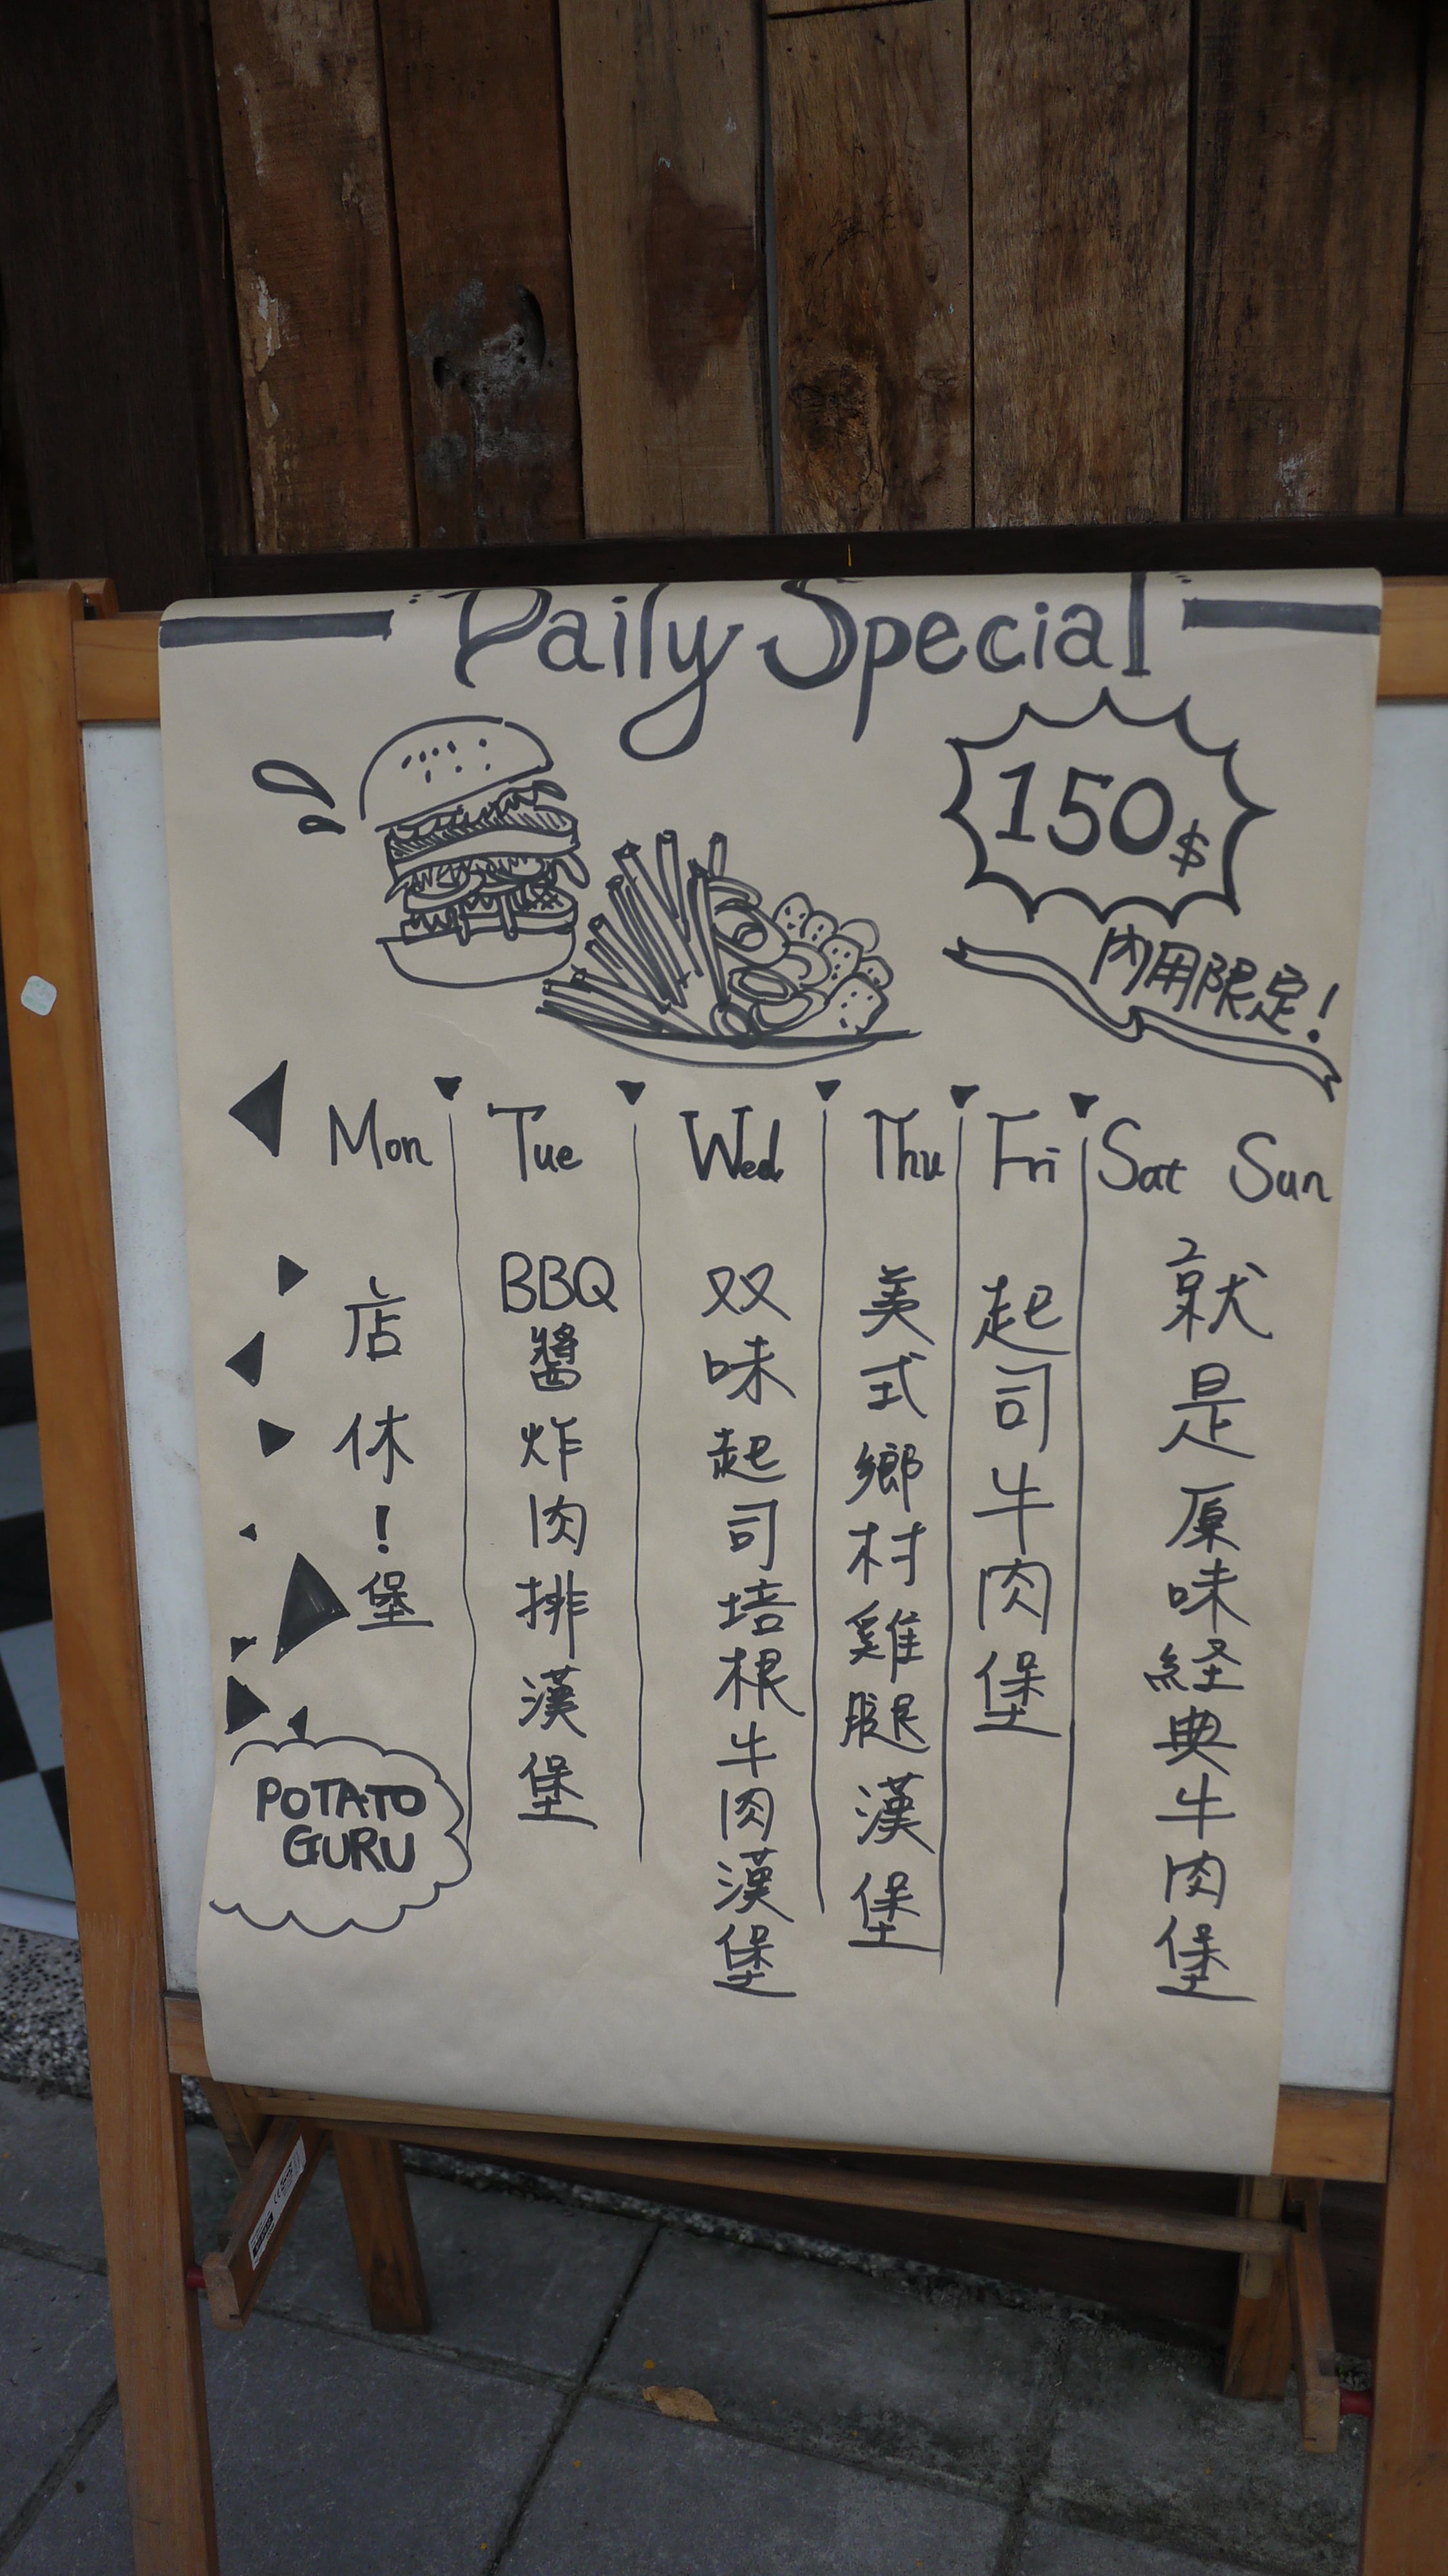 Daily Special
150$
內用限定!
Mon
店休!堡
Tue
BBQ醬炸肉排漢堡
Wed
双味起司培根牛肉漢堡
Thu
美式鄉村雞腿漢堡
Fri
起司牛肉堡
Sat Sun
就是原味経典牛肉堡
POTATO
GURU